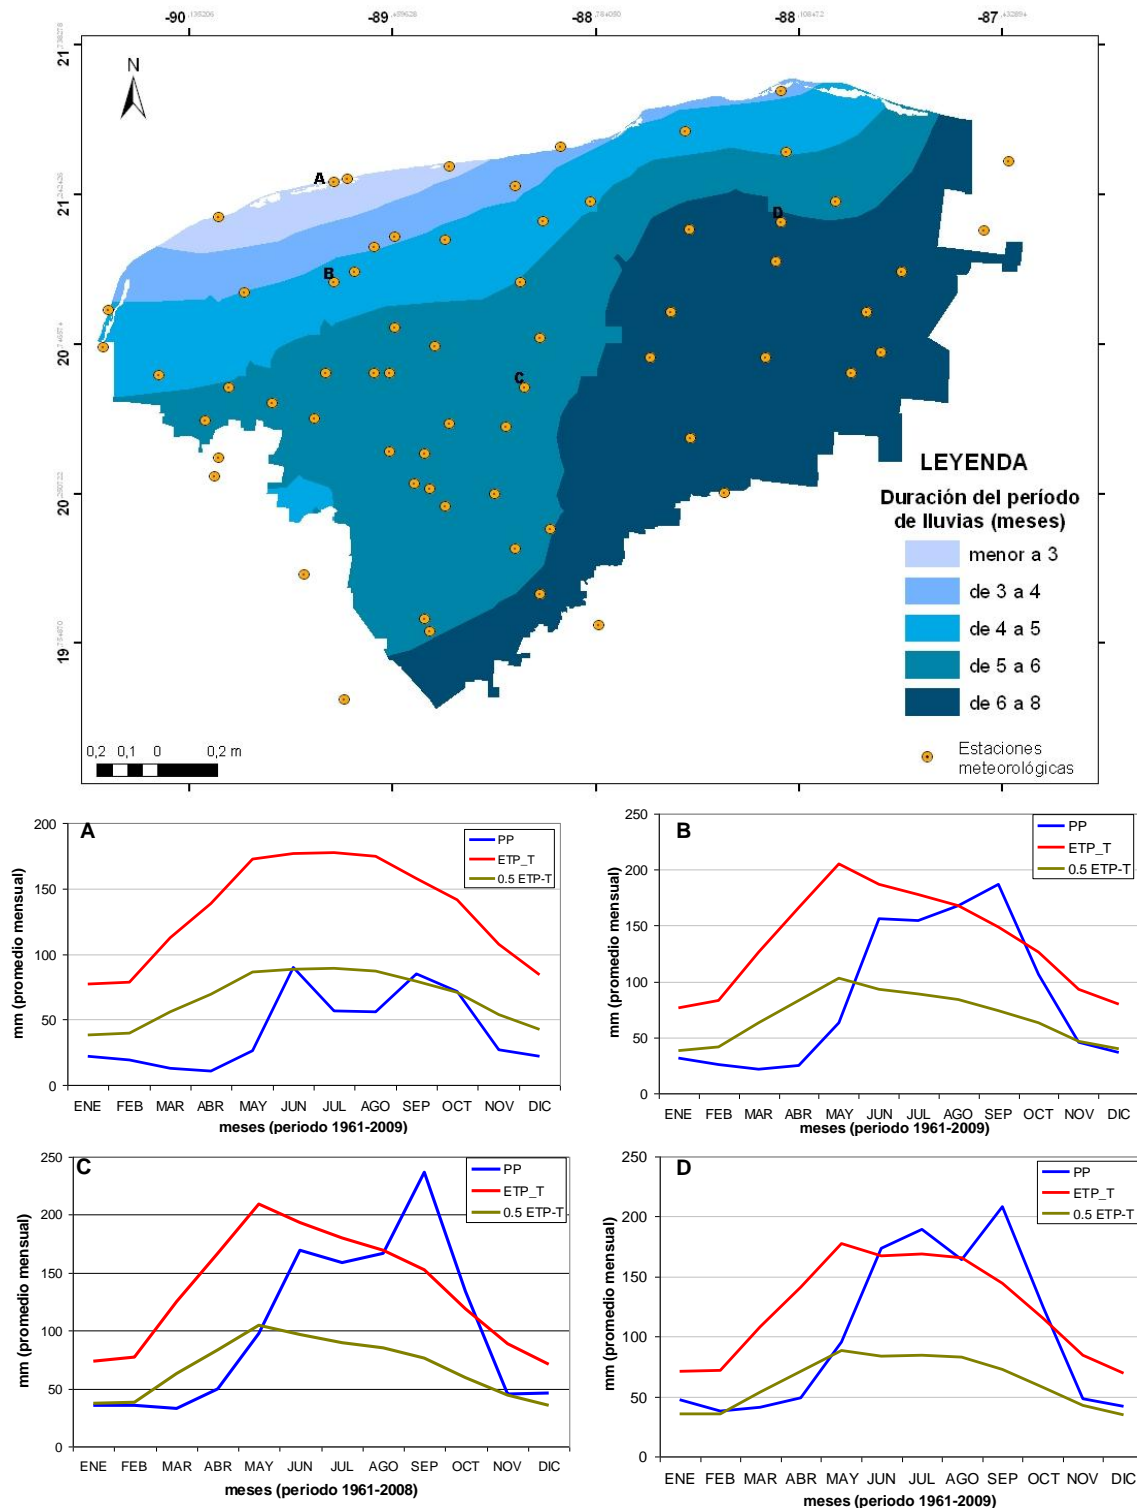 -90 -89 -88 -88 -87
21
21
20
20
19
N
A
B
C
D
LEYENDA
Duración del período
de lluvias (meses)
menor a 3
de 3 a 4
de 4 a 5
de 5 a 6
de 6 a 8
Estaciones
meteorológicas
0,2 0,1 0 0,2 m
A
mm (promedio mensual)
200
150
100
50
0
PP
ETP_T
0.5 ETP-T
ENE FEB MAR ABR MAY JUN JUL AGO SEP OCT NOV DIC
meses (periodo 1961-2009)
B
mm (promedio mensual)
250
200
150
100
50
0
PP
ETP_T
0.5 ETP-T
ENE FEB MAR ABR MAY JUN JUL AGO SEP OCT NOV DIC
meses (periodo 1961-2009)
C
mm (promedio mensual)
250
200
150
100
50
0
PP
ETP_T
0.5 ETP-T
ENE FEB MAR ABR MAY JUN JUL AGO SEP OCT NOV DIC
meses (periodo 1961-2008)
D
mm (promedio mensual)
250
200
150
100
50
0
PP
ETP_T
0.5 ETP-T
ENE FEB MAR ABR MAY JUN JUL AGO SEP OCT NOV DIC
meses (periodo 1961-2009)